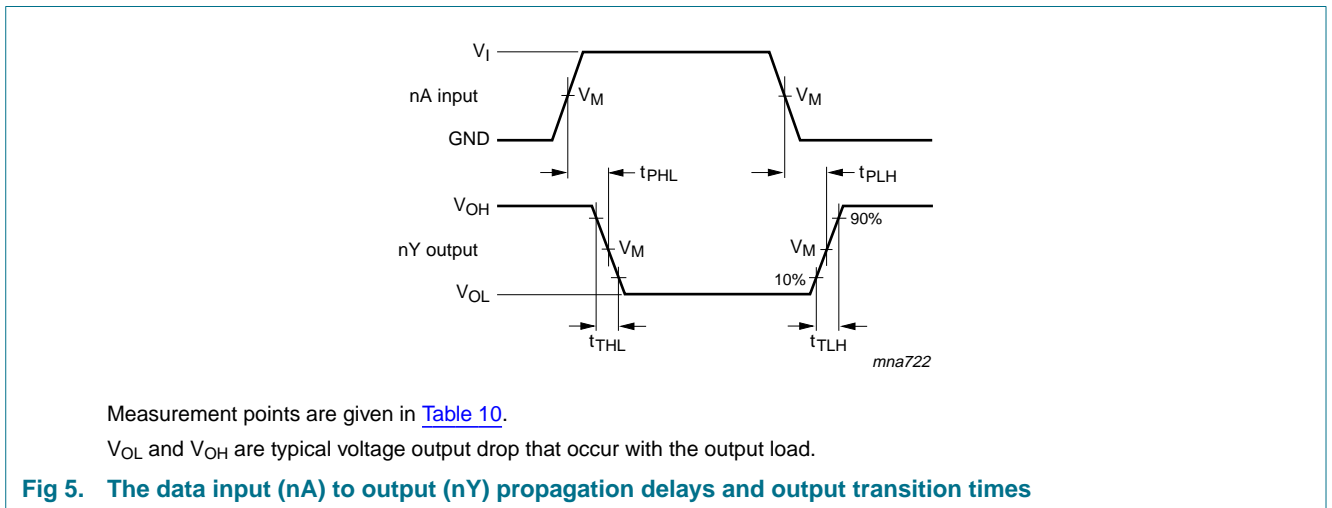 VI
nA input
VM
VM
GND
tPHL
tPLH
VOH
90%
nY output
VM
VM
10%
VOL
tTHL
tTLH
mna722
Measurement points are given in Table 10.
VOL and VOH are typical voltage output drop that occur with the output load.
Fig 5. The data input (nA) to output (nY) propagation delays and output transition times